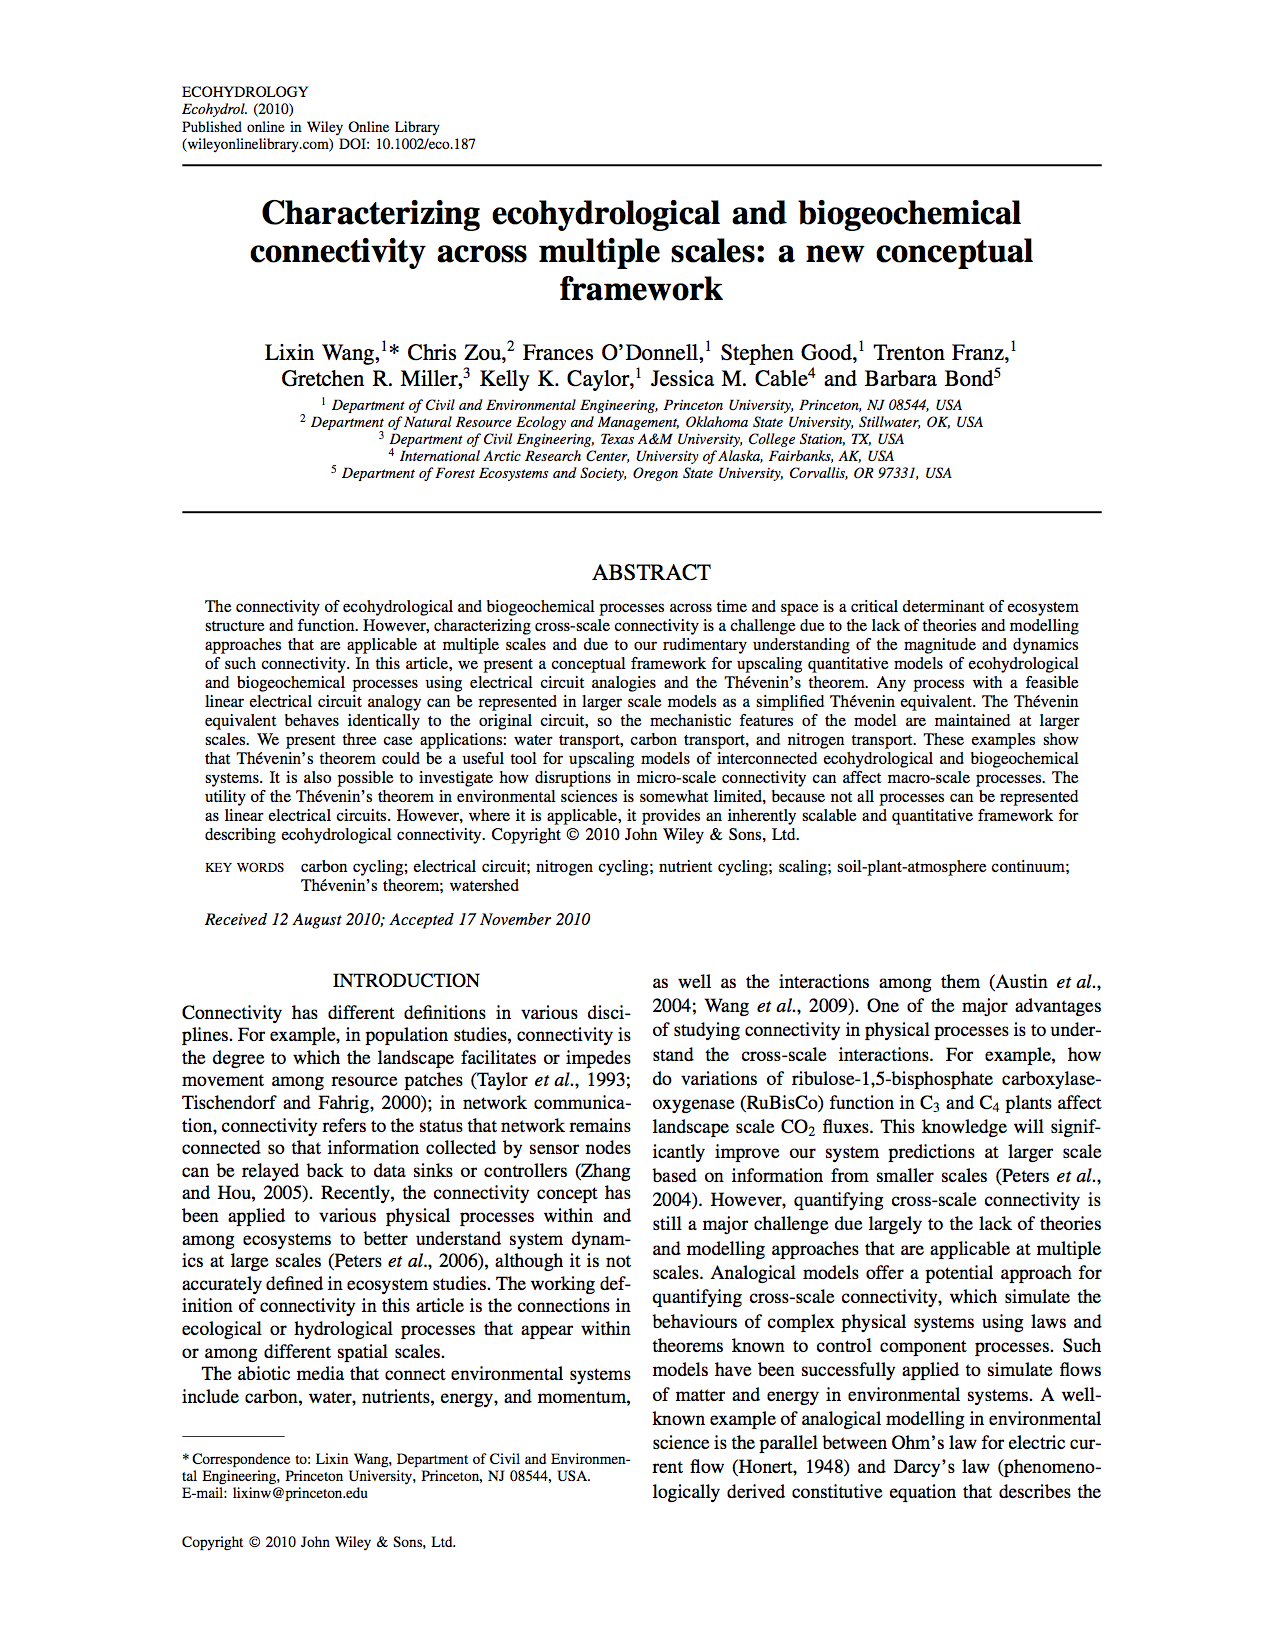 ECOHYDROLOGY
Ecohydrol. (2010)
Published online in Wiley Online Library
(wileyonlinelibrary.com) DOI: 10.1002/eco.187
Characterizing ecohydrological and biogeochemical
connectivity across multiple scales: a new conceptual
framework
Lixin Wang,1* Chris Zou,2 Frances O’Donnell,1 Stephen Good,1 Trenton Franz,1
Gretchen R. Miller,3 Kelly K. Caylor,1 Jessica M. Cable4 and Barbara Bond5
1 Department of Civil and Environmental Engineering, Princeton University, Princeton, NJ 08544, USA
2 Department of Natural Resource Ecology and Management, Oklahoma State University, Stillwater, OK, USA
3 Department of Civil Engineering, Texas A&M University, College Station, TX, USA
4 International Arctic Research Center, University of Alaska, Fairbanks, AK, USA
5 Department of Forest Ecosystems and Society, Oregon State University, Corvallis, OR 97331, USA
ABSTRACT
The connectivity of ecohydrological and biogeochemical processes across time and space is a critical determinant of ecosystem
structure and function. However, characterizing cross-scale connectivity is a challenge due to the lack of theories and modelling
approaches that are applicable at multiple scales and due to our rudimentary understanding of the magnitude and dynamics
of such connectivity. In this article, we present a conceptual framework for upscaling quantitative models of ecohydrological
and biogeochemical processes using electrical circuit analogies and the Thévenin’s theorem. Any process with a feasible
linear electrical circuit analogy can be represented in larger scale models as a simplified Thévenin equivalent. The Thévenin
equivalent behaves identically to the original circuit, so the mechanistic features of the model are maintained at larger
scales. We present three case applications: water transport, carbon transport, and nitrogen transport. These examples show
that Thévenin’s theorem could be a useful tool for upscaling models of interconnected ecohydrological and biogeochemical
systems. It is also possible to investigate how disruptions in micro-scale connectivity can affect macro-scale processes. The
utility of the Thévenin’s theorem in environmental sciences is somewhat limited, because not all processes can be represented
as linear electrical circuits. However, where it is applicable, it provides an inherently scalable and quantitative framework for
describing ecohydrological connectivity. Copyright © 2010 John Wiley & Sons, Ltd.
KEY WORDS carbon cycling; electrical circuit; nitrogen cycling; nutrient cycling; scaling; soil-plant-atmosphere continuum;
Thévenin’s theorem; watershed
Received 12 August 2010; Accepted 17 November 2010
INTRODUCTION
Connectivity has different definitions in various disci-
plines. For example, in population studies, connectivity is
the degree to which the landscape facilitates or impedes
movement among resource patches (Taylor et al., 1993;
Tischendorf and Fahrig, 2000); in network communica-
tion, connectivity refers to the status that network remains
connected so that information collected by sensor nodes
can be relayed back to data sinks or controllers (Zhang
and Hou, 2005). Recently, the connectivity concept has
been applied to various physical processes within and
among ecosystems to better understand system dynam-
ics at large scales (Peters et al., 2006), although it is not
accurately defined in ecosystem studies. The working def-
inition of connectivity in this article is the connections in
ecological or hydrological processes that appear within
or among different spatial scales.
The abiotic media that connect environmental systems
include carbon, water, nutrients, energy, and momentum,
* Correspondence to: Lixin Wang, Department of Civil and Environmen-
tal Engineering, Princeton University, Princeton, NJ 08544, USA.
E-mail: lixinw@princeton.edu
as well as the interactions among them (Austin et al.,
2004; Wang et al., 2009). One of the major advantages
of studying connectivity in physical processes is to under-
stand the cross-scale interactions. For example, how
do variations of ribulose-1,5-bisphosphate carboxylase-
oxygenase (RuBisCo) function in C3 and C4 plants affect
landscape scale CO2 fluxes. This knowledge will signif-
icantly improve our system predictions at larger scale
based on information from smaller scales (Peters et al.,
2004). However, quantifying cross-scale connectivity is
still a major challenge due largely to the lack of theories
and modelling approaches that are applicable at multiple
scales. Analogical models offer a potential approach for
quantifying cross-scale connectivity, which simulate the
behaviours of complex physical systems using laws and
theorems known to control component processes. Such
models have been successfully applied to simulate flows
of matter and energy in environmental systems. A well-
known example of analogical modelling in environmental
science is the parallel between Ohm’s law for electric cur-
rent flow (Honert, 1948) and Darcy’s law (phenomeno-
logically derived constitutive equation that describes the
Copyright © 2010 John Wiley & Sons, Ltd.